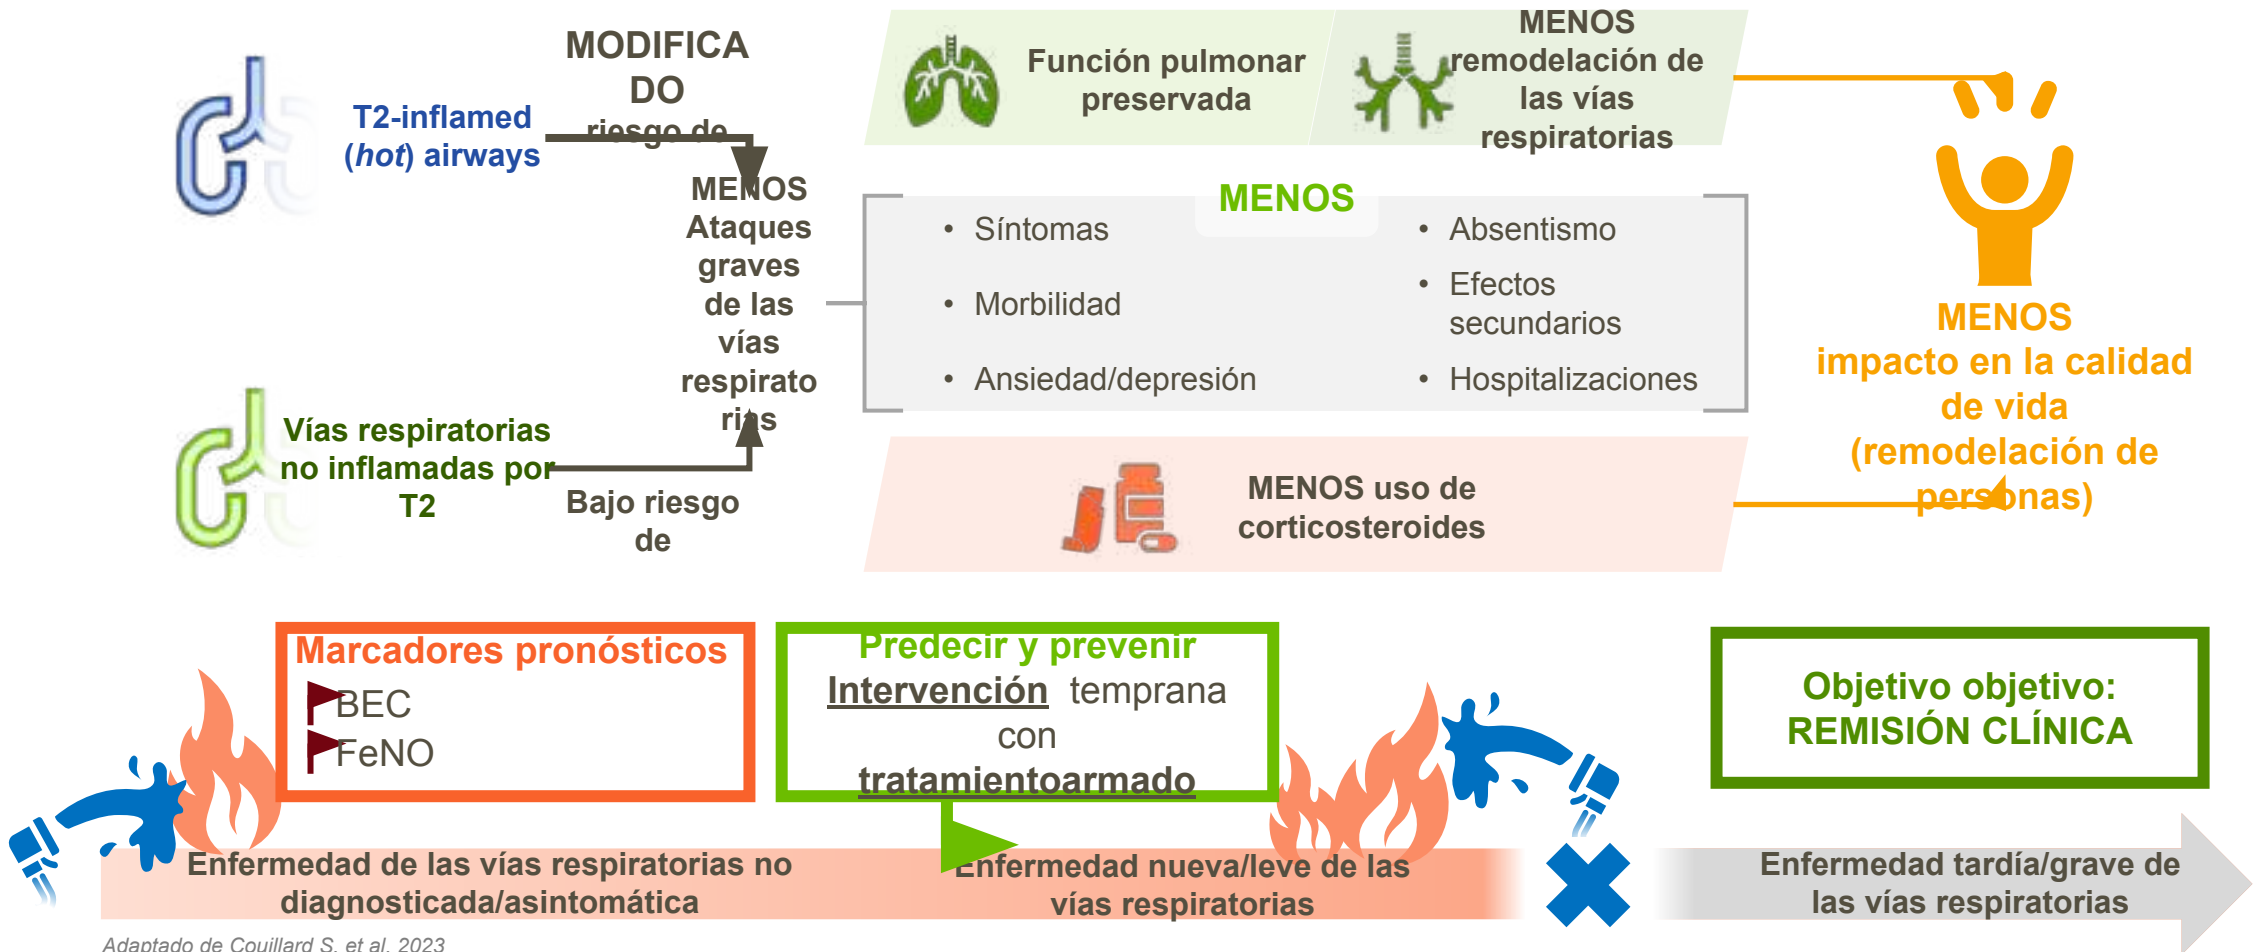 T2-inflamed
(hot) airways
MODIFICA
DO
riesgo de
MENOS
Ataques
graves
de las
vías
respirato
rias
Vías respiratorias
no inflamadas por
T2
Bajo riesgo
de
Función pulmonar
preservada
MENOS
remodelación de
las vías
respiratorias
MENOS
• Síntomas
• Morbilidad
• Ansiedad/depresión
• Absentismo
• Efectos
secundarios
• Hospitalizaciones
MENOS uso de
corticosteroides
MENOS
impacto en la calidad
de vida
(remodelación de
personas)
Marcadores pronósticos
BEC
FeNO
Predecir y prevenir
Intervención temprana
con
tratamientoarmado
Objetivo objetivo:
REMISIÓN CLÍNICA
Enfermedad de las vías respiratorias no
diagnosticada/asintomática
Enfermedad nueva/leve de las
vías respiratorias
Enfermedad tardía/grave de
las vías respiratorias
Adaptado de Couillard S, et al. 2023